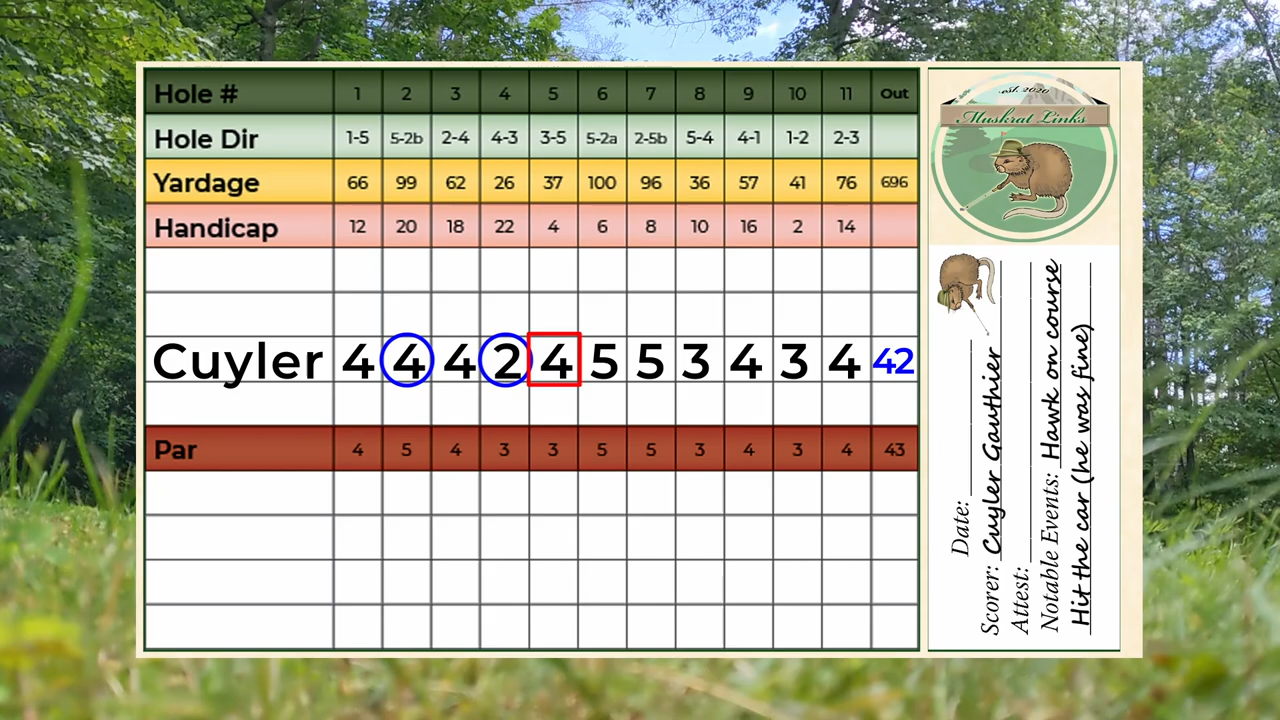 Hole # 1 2 3 4 5 6 7 8 9 10 11 Out
Hole Dir 1-5 5-2b 2-4 4-3 3-5 5-2a 2-5b 5-4 4-1 1-2 2-3
Yardage 66 99 62 26 37 100 96 36 57 41 76 696
Handicap 12 20 18 22 4 6 8 10 16 2 14
Cuyler 4 4 4 2 4 5 5 3 4 3 4 42
Par 4 5 4 3 3 5 5 3 4 3 4 43
est. 2020
Muskrat Links
Date:
Scorer: Cuyler Gauthier
Attest:
Notable Events: Hawk on course
Hit the car (he was fine)